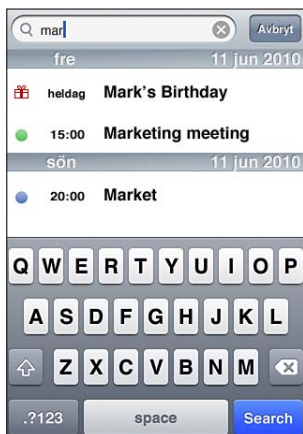 mar Avbryt
fre 11 jun 2010
heldag Mark's Birthday
15:00 Marketing meeting
sön 11 jun 2010
20:00 Market
Q W E R T Y U I O P
A S D F G H J K L
Z X C V B N M
.?123 space Search